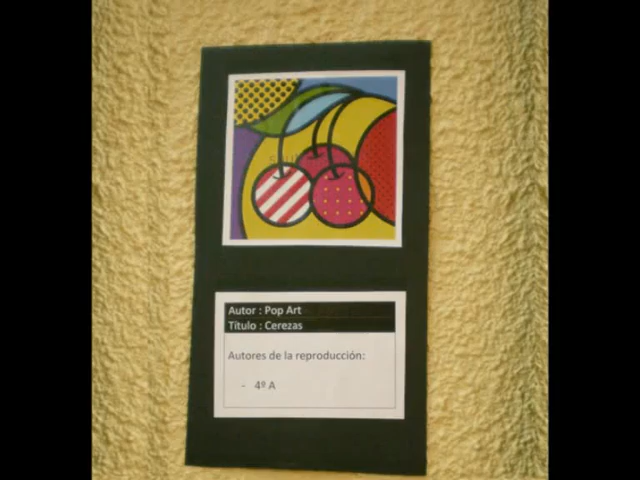 Autor : Pop Art
Título : Cerezas
Autores de la reproducción:
- 4º A